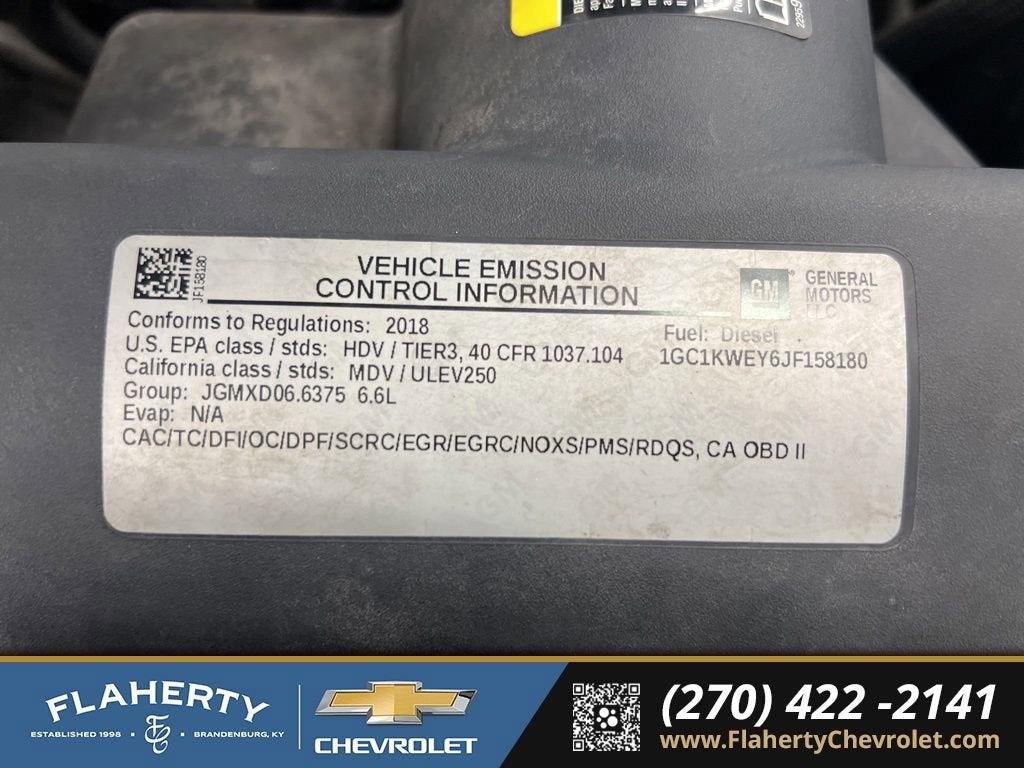 22959
JF158180
VEHICLE EMISSION
CONTROL INFORMATION
GM
GENERAL
MOTORS
LLC
Conforms to Regulations: 2018
Fuel: Diesel
U.S. EPA class / stds: HDV / TIER3, 40 CFR 1037.104
1GC1KWEY6JF158180
California class / stds: MDV / ULEV250
Group: JGMXD06.6375 6.6L
Evap: N/A
CAC/TC/DFI/OC/DPF/SCRC/EGR/EGRC/NOXS/PMS/RDQS, CA OBD II
FLAHERTY
ESTABLISHED 1998 • FC • BRANDENBURG, KY
CHEVROLET
(270) 422 -2141
www.FlahertyChevrolet.com